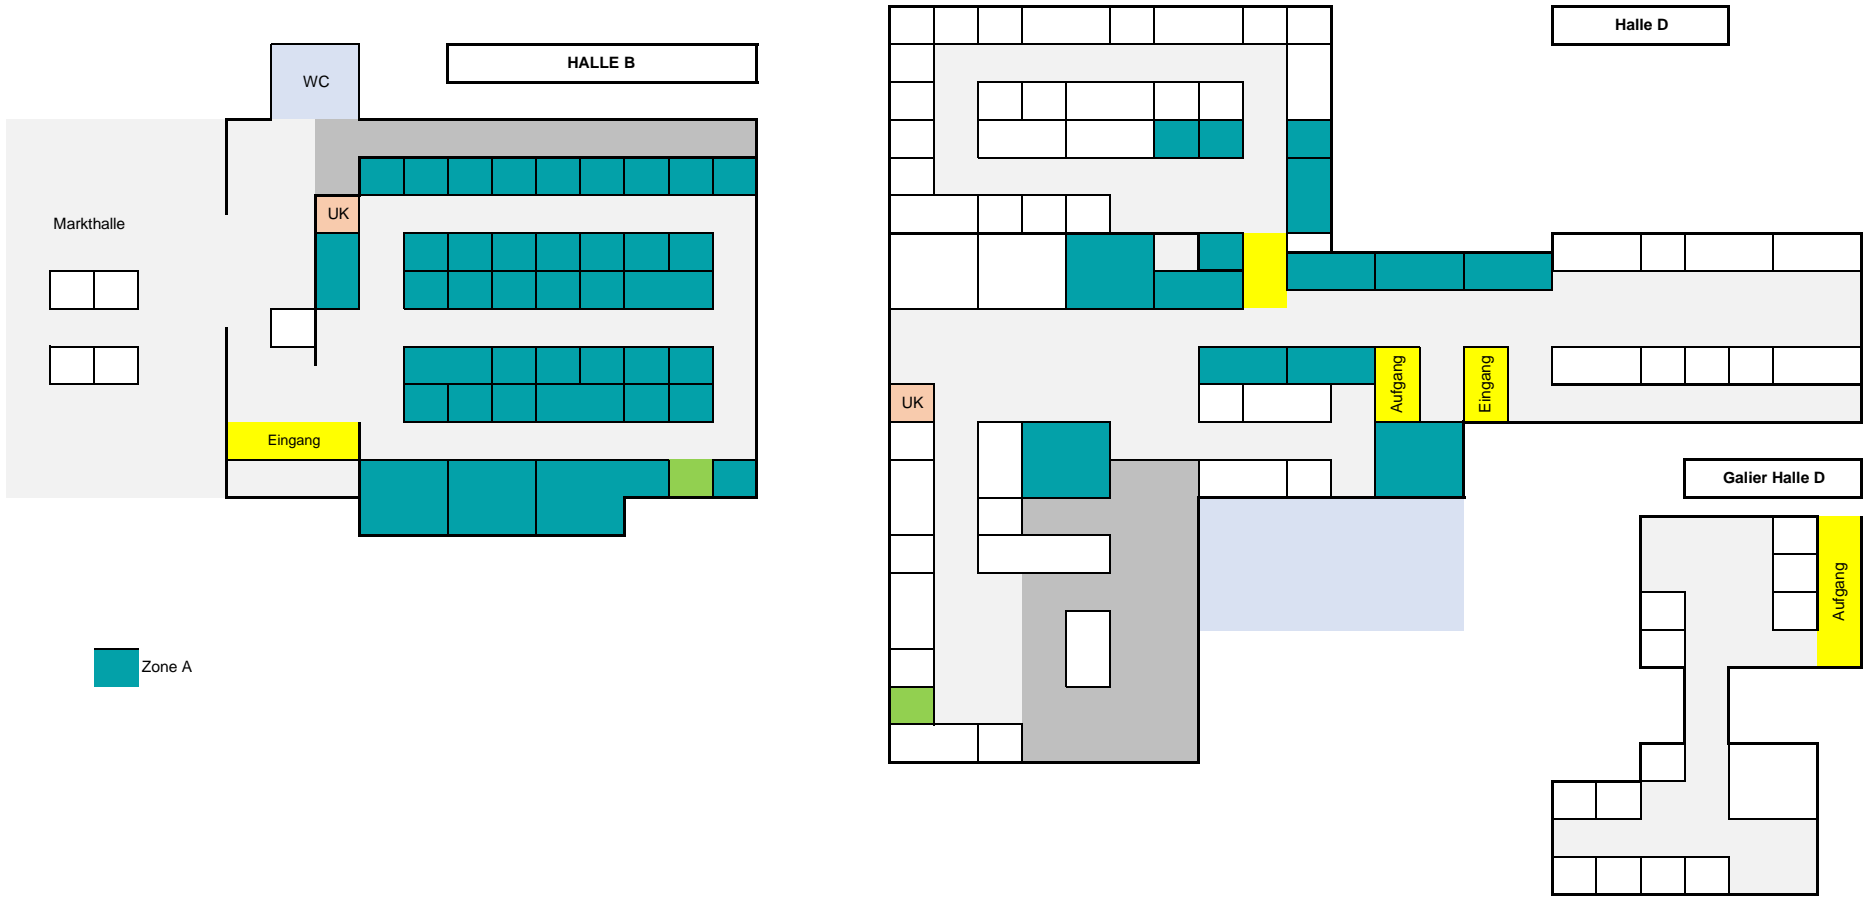 Halle D
HALLE B
WC
UK
Markthalle
Aufgang
Eingang
UK
Eingang
Galier Halle D
Aufgang
Zone A